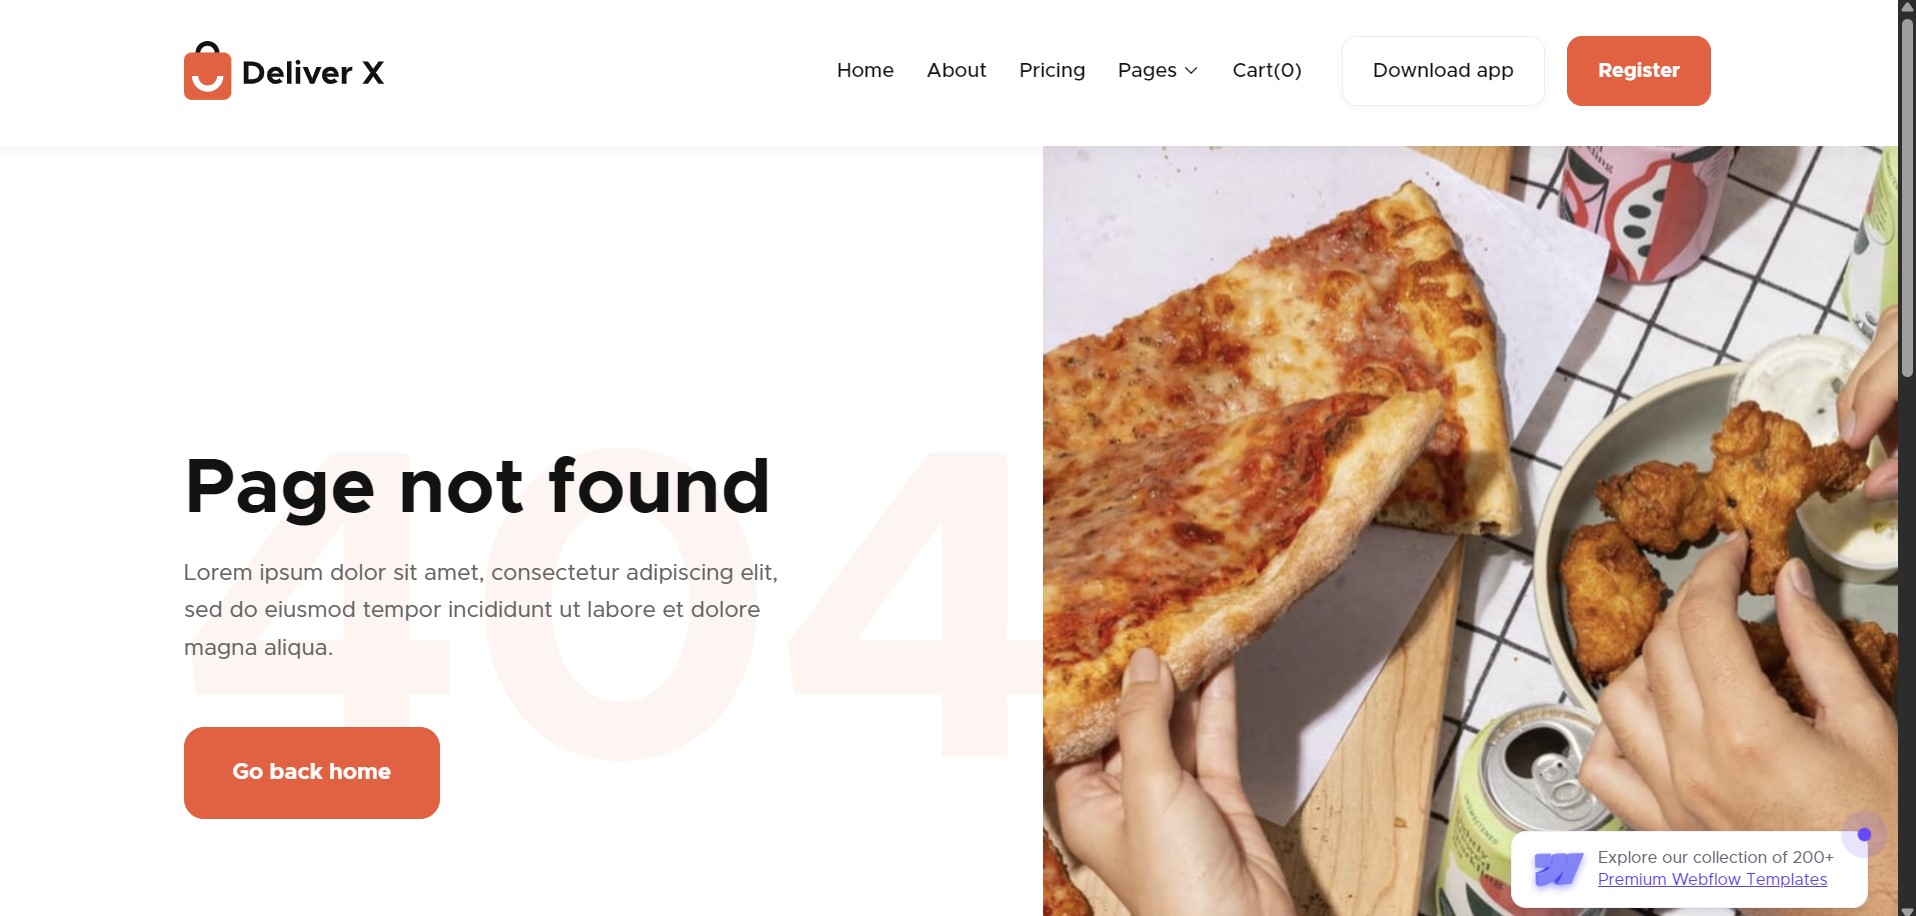 Deliver X
Home About Pricing Pages Cart(0) Download app Register
404
Page not found
Lorem ipsum dolor sit amet, consectetur adipiscing elit,
sed do eiusmod tempor incididunt ut labore et dolore
magna aliqua.
Go back home
UNSWEETENED
Explore our collection of 200+
Premium Webflow Templates